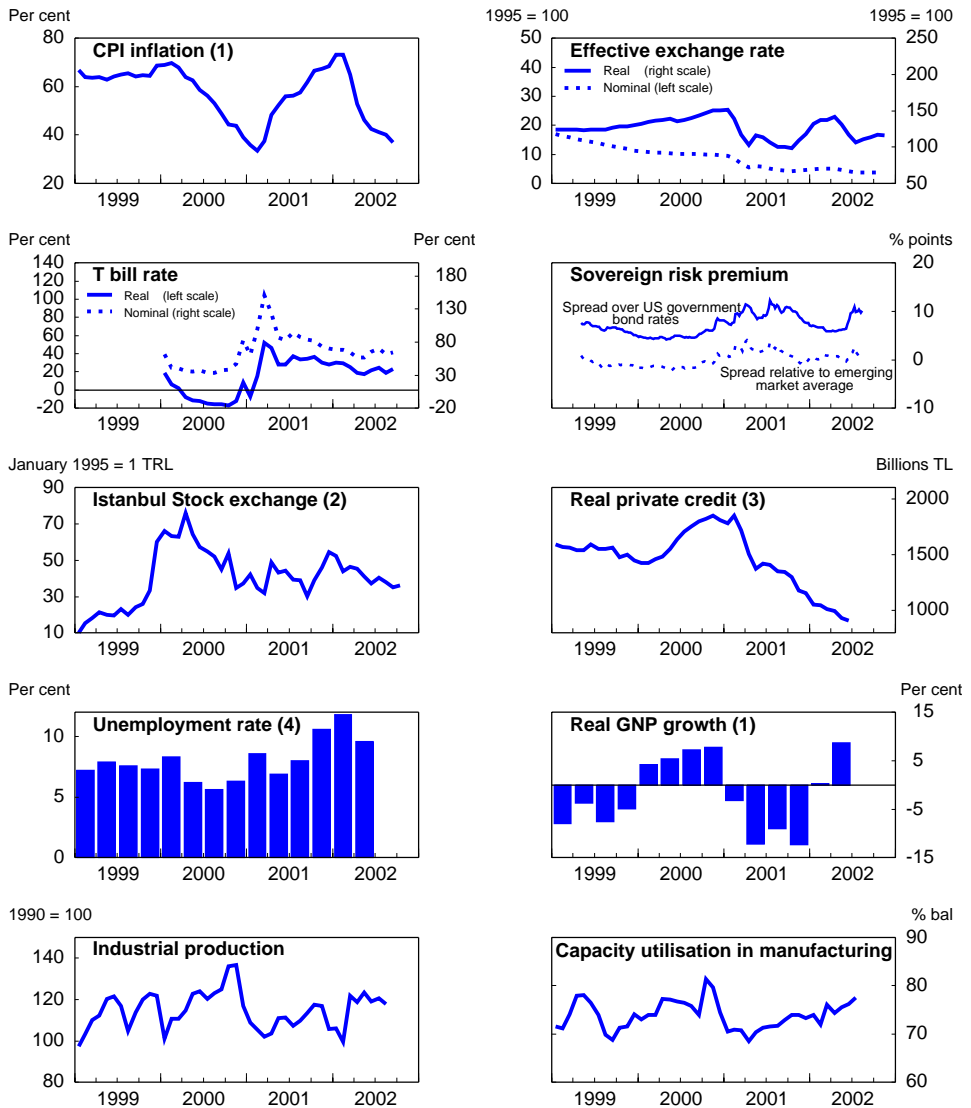 Per cent
CPI inflation (1)
80
60
40
20
1999 2000 2001 2002
1995 = 100 1995 = 100
Effective exchange rate
Real (right scale)
Nominal (left scale)
50 250
40 200
30
20 150
10 100
0 50
1999 2000 2001 2002
Per cent Per cent
T bill rate
Real (left scale)
Nominal (right scale)
140
120 180
100
80 130
60
40 80
20 30
0
-20 -20
1999 2000 2001 2002
% points
Sovereign risk premium
Spread over US government
bond rates
Spread relative to emerging
market average
20
10
0
-10
1999 2000 2001 2002
January 1995 = 1 TRL
Istanbul Stock exchange (2)
90
70
50
30
10
1999 2000 2001 2002
Billions TL
Real private credit (3)
2000
1500
1000
1999 2000 2001 2002
Per cent
Unemployment rate (4)
10
5
0
1999 2000 2001 2002
Per cent
Real GNP growth (1)
15
5
-5
-15
1999 2000 2001 2002
1990 = 100
Industrial production
140
120
100
80
1999 2000 2001 2002
% bal
Capacity utilisation in manufacturing
90
80
70
60
1999 2000 2001 2002